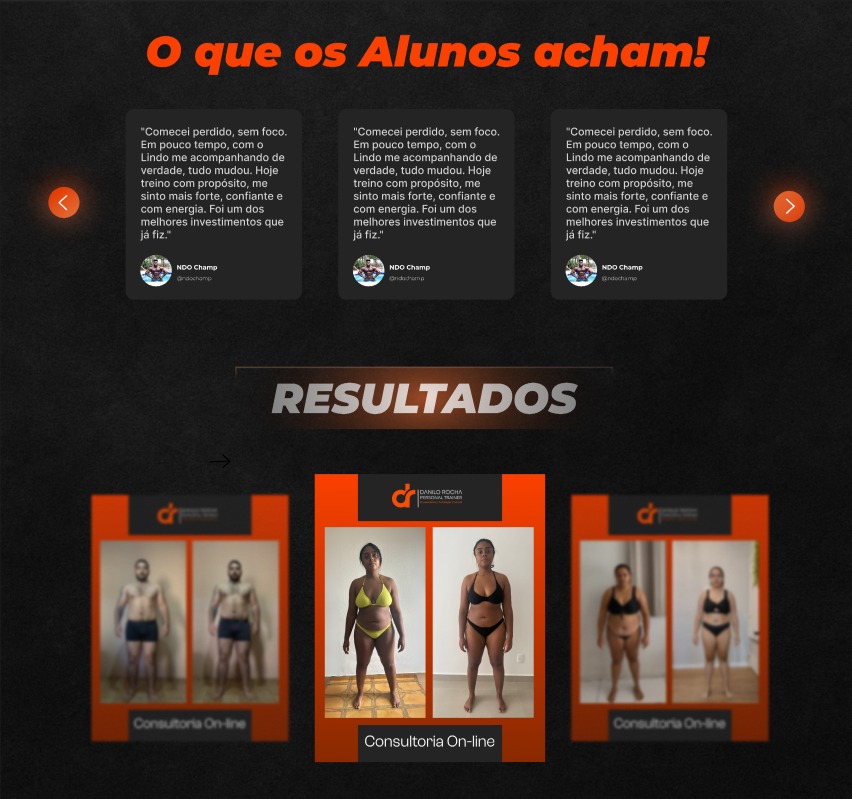 O que os Alunos acham!
"Comecei perdido, sem foco.
Em pouco tempo, com o
Lindo me acompanhando de
verdade, tudo mudou. Hoje
treino com propósito, me
sinto mais forte, confiante e
com energia. Foi um dos
melhores investimentos que
já fiz."
NDO Champ
@ndochamp
"Comecei perdido, sem foco.
Em pouco tempo, com o
Lindo me acompanhando de
verdade, tudo mudou. Hoje
treino com propósito, me
sinto mais forte, confiante e
com energia. Foi um dos
melhores investimentos que
já fiz."
NDO Champ
@ndochamp
"Comecei perdido, sem foco.
Em pouco tempo, com o
Lindo me acompanhando de
verdade, tudo mudou. Hoje
treino com propósito, me
sinto mais forte, confiante e
com energia. Foi um dos
melhores investimentos que
já fiz."
NDO Champ
@ndochamp
RESULTADOS
dr
DANILO ROCHA
PERSONAL TRAINER
Consultoria On-line
dr
Consultoria On-line
dr
Consultoria On-line